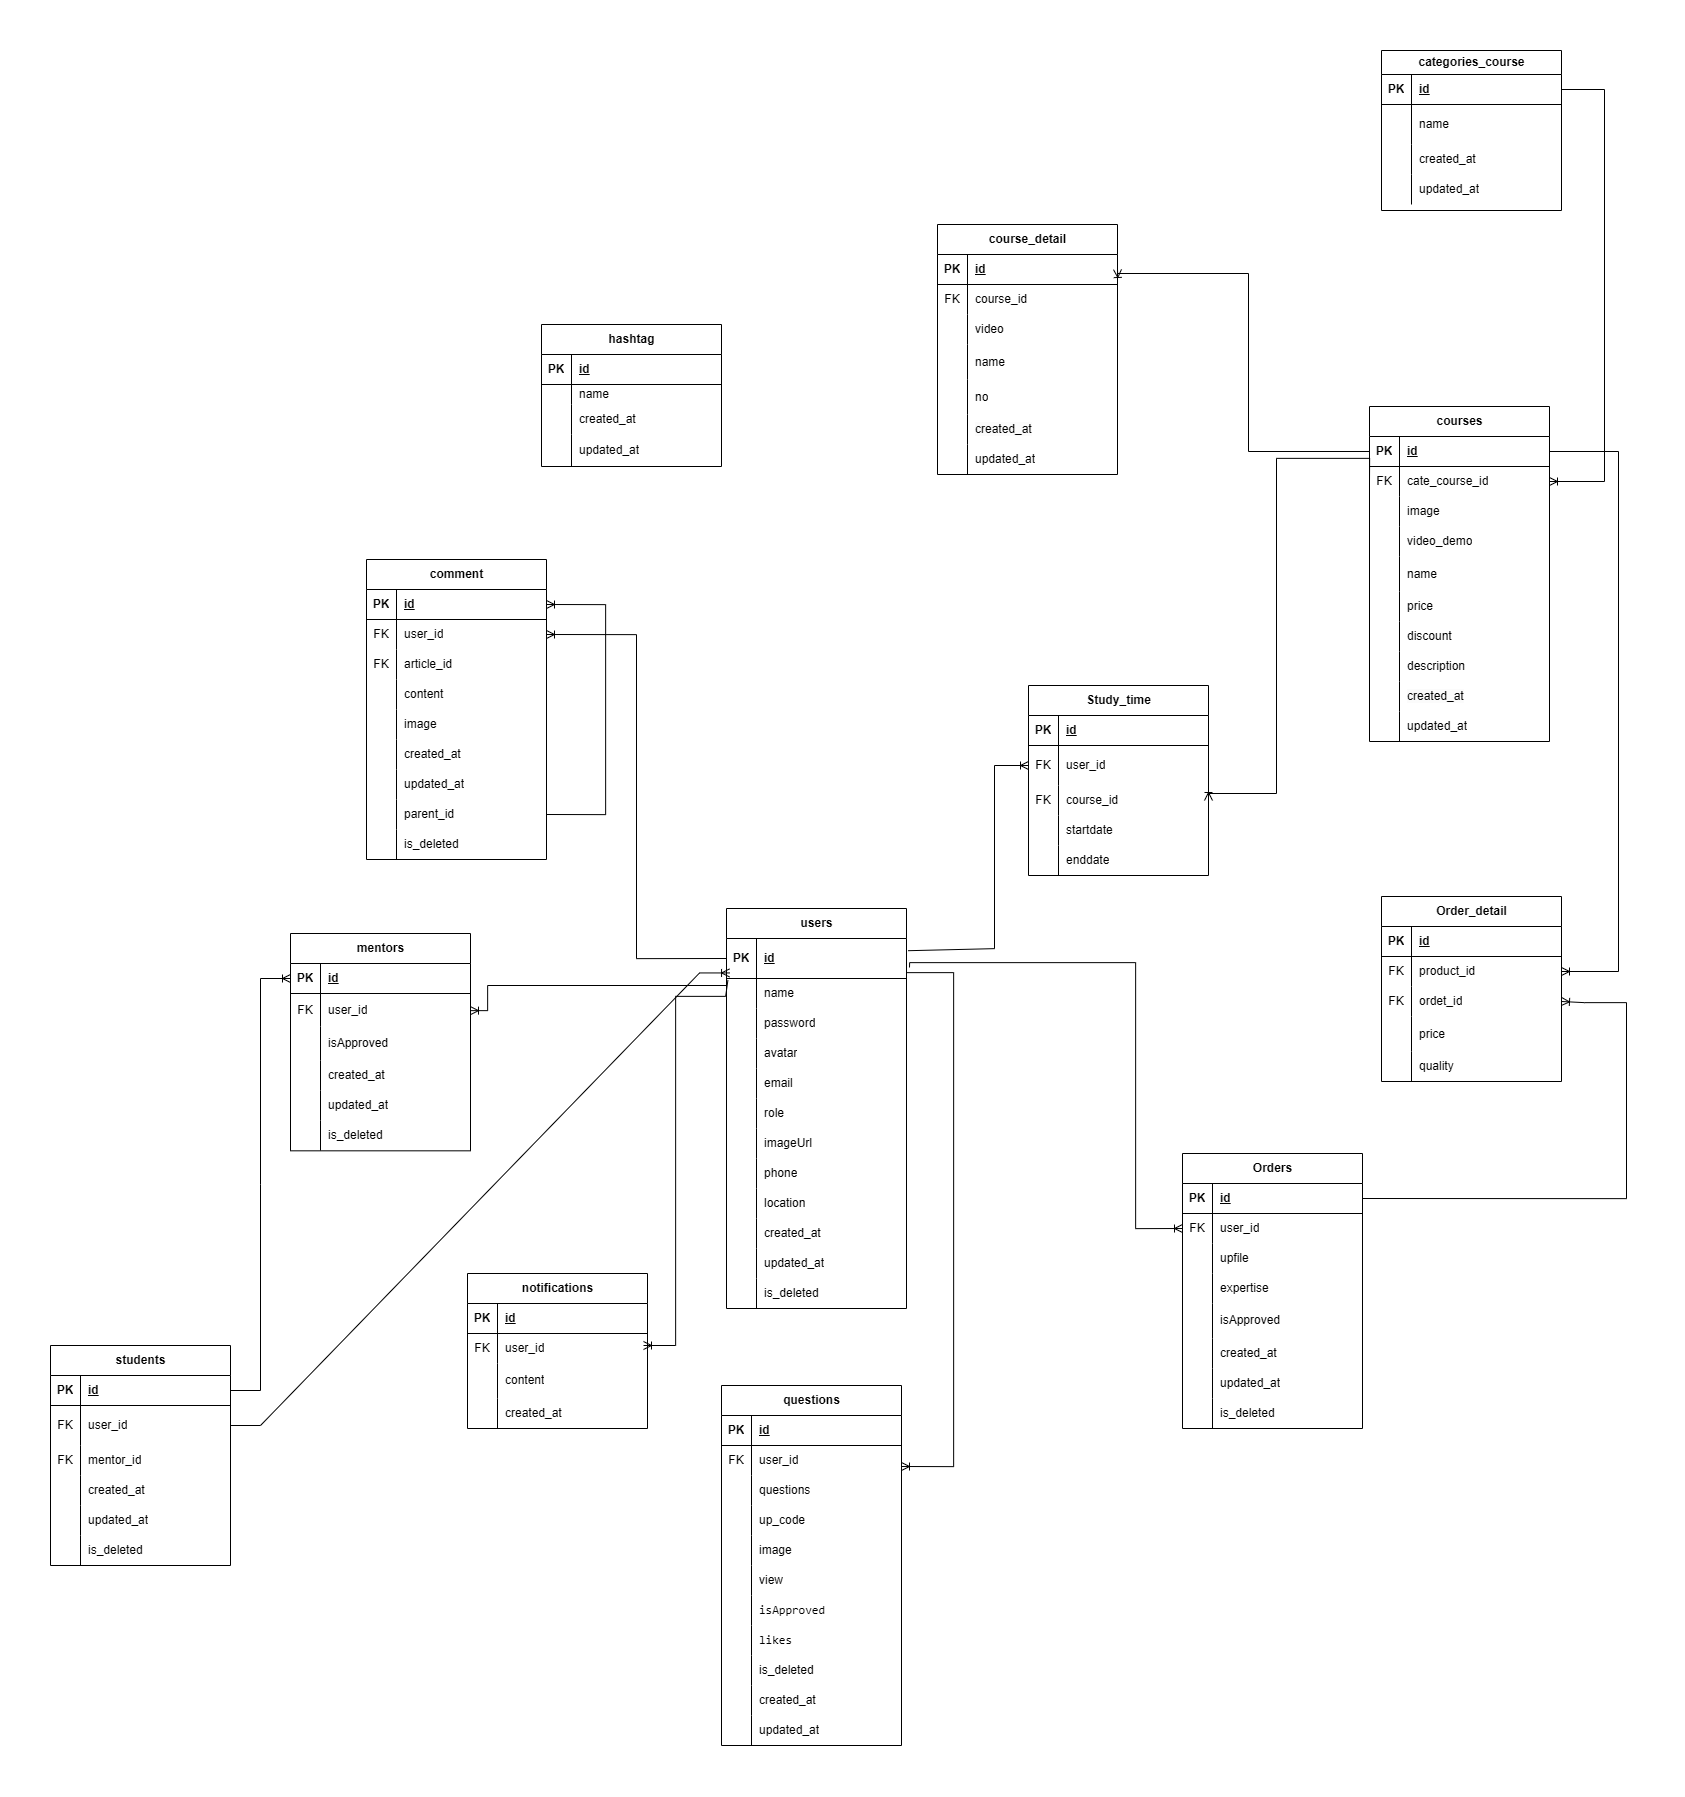 categories_course
PK id
name
created_at
updated_at
course_detail
PK id
FK course_id
video
name
no
created_at
updated_at
hashtag
PK id
name
created_at
updated_at
courses
PK id
FK cate_course_id
image
video_demo
name
price
discount
description
created_at
updated_at
comment
PK id
FK user_id
FK article_id
content
image
created_at
updated_at
parent_id
is_deleted
Study_time
PK id
FK user_id
FK course_id
startdate
enddate
users
PK id
name
password
avatar
email
role
imageUrl
phone
location
created_at
updated_at
is_deleted
Order_detail
PK id
FK product_id
FK ordet_id
price
quality
mentors
PK id
FK user_id
isApproved
created_at
updated_at
is_deleted
Orders
PK id
FK user_id
upfile
expertise
isApproved
created_at
updated_at
is_deleted
notifications
PK id
FK user_id
content
created_at
students
PK id
FK user_id
FK mentor_id
created_at
updated_at
is_deleted
questions
PK id
FK user_id
questions
up_code
image
view
isApproved
likes
is_deleted
created_at
updated_at